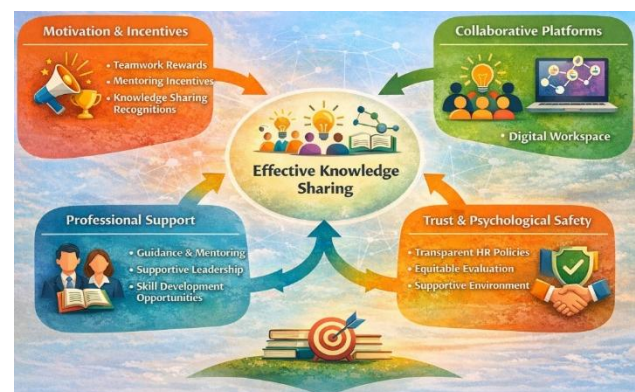 Motivation & Incentives
• Teamwork Rewards
• Mentoring Incentives
• Knowledge Sharing
Recognitions
Collaborative Platforms
• Digital Workspace
Effective Knowledge
Sharing
Professional Support
• Guidance & Mentoring
• Supportive Leadership
• Skill Development
Opportunities
Trust & Psychological Safety
• Transparent HR Policies
• Equitable Evaluation
• Supportive Environment